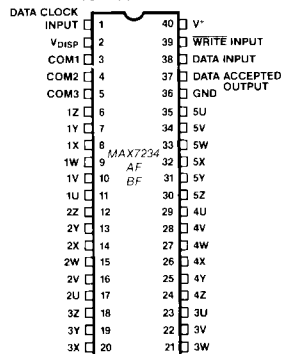 DATA CLOCK
INPUT 1 40 V+
VDISP 2 39 WRITE INPUT
COM1 3 38 DATA INPUT
COM2 4 37 DATA ACCEPTED
OUTPUT
COM3 5 36 GND
1Z 6 35 5U
1Y 7 34 5V
1X 8 33 5W
MAX7234
1W 9 32 5X
AF
1V 10 31 5Y
BF
1U 11 30 5Z
2Z 12 29 4U
2Y 13 28 4V
2X 14 27 4W
2W 15 26 4X
2V 16 25 4Y
2U 17 24 4Z
3Z 18 23 3U
3Y 19 22 3V
3X 20 21 3W